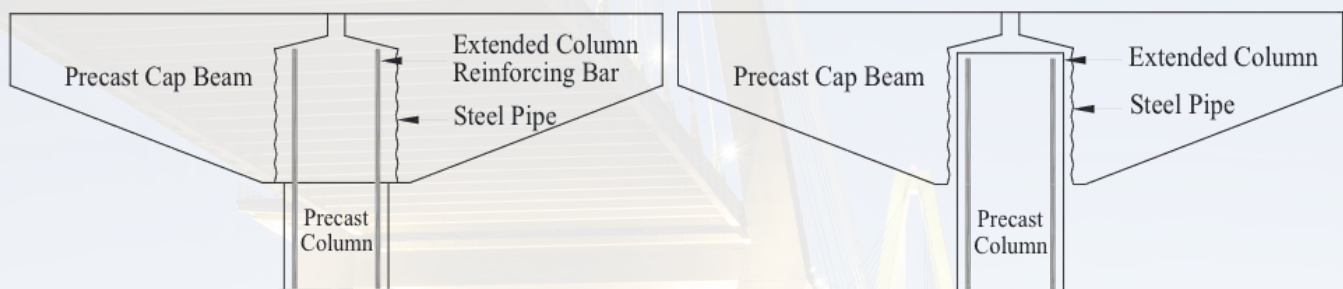 Precast Cap Beam
Extended Column
Reinforcing Bar
Steel Pipe
Precast
Column
Precast Cap Beam
Extended Column
Steel Pipe
Precast
Column